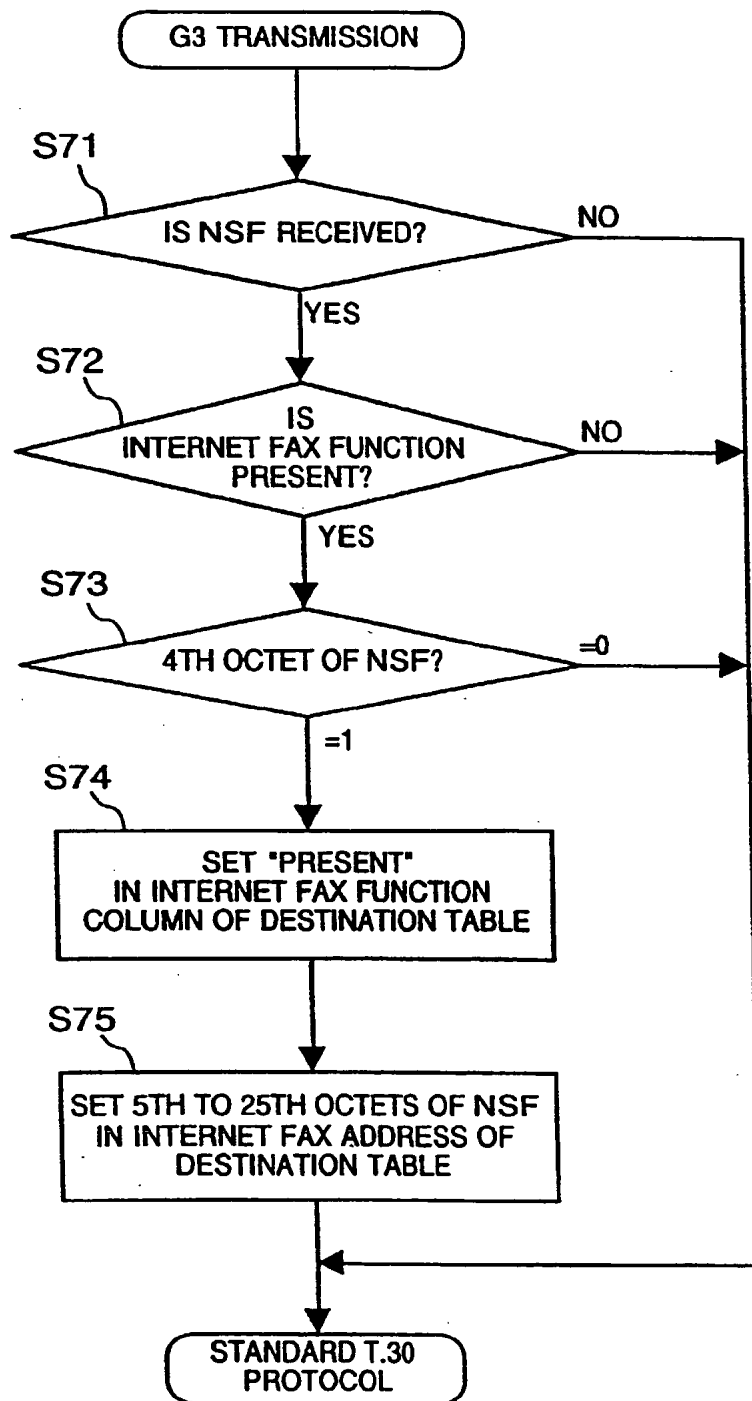 G3 TRANSMISSION
S71
IS NSF RECEIVED?
NO
YES
S72
IS
INTERNET FAX FUNCTION
PRESENT?
NO
YES
S73
4TH OCTET OF NSF?
=0
=1
S74
SET "PRESENT"
IN INTERNET FAX FUNCTION
COLUMN OF DESTINATION TABLE
S75
SET 5TH TO 25TH OCTETS OF NSF
IN INTERNET FAX ADDRESS OF
DESTINATION TABLE
STANDARD T.30
PROTOCOL